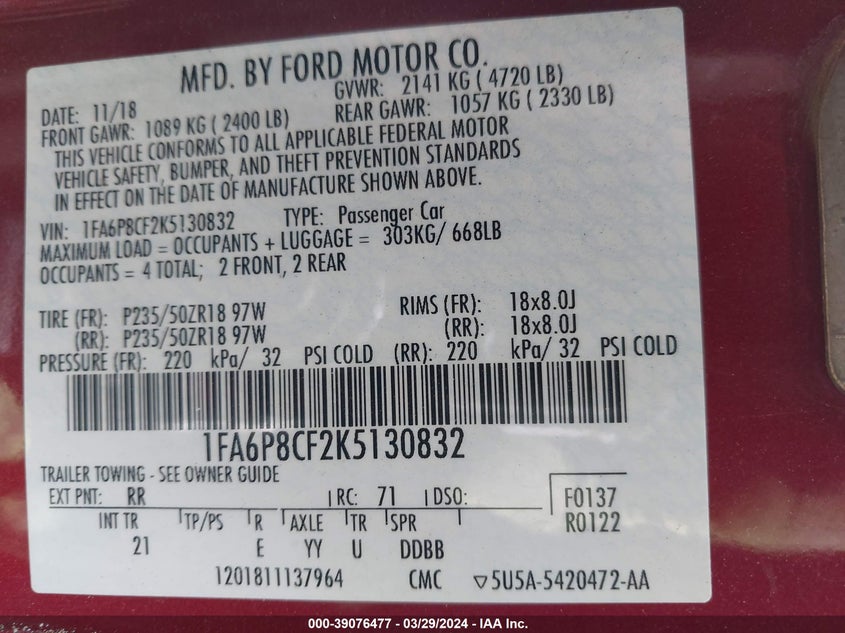 MFD. BY FORD MOTOR CO.
DATE: 11/18 GVWR: 2141 KG ( 4720 LB)
FRONT GAWR: 1089 KG ( 2400 LB) REAR GAWR: 1057 KG ( 2330 LB)
THIS VEHICLE CONFORMS TO ALL APPLICABLE FEDERAL MOTOR
VEHICLE SAFETY, BUMPER, AND THEFT PREVENTION STANDARDS
IN EFFECT ON THE DATE OF MANUFACTURE SHOWN ABOVE.
VIN: 1FA6P8CF2K5130832 TYPE: Passenger Car
MAXIMUM LOAD = OCCUPANTS + LUGGAGE = 303KG/ 668LB
OCCUPANTS = 4 TOTAL; 2 FRONT, 2 REAR
TIRE (FR): P235/50ZR18 97W RIMS (FR): 18x8.0J
(RR): P235/50ZR18 97W (RR): 18x8.0J
PRESSURE (FR): 220 kPa/ 32 PSI COLD (RR): 220 kPa/ 32 PSI COLD
1FA6P8CF2K5130832
TRAILER TOWING - SEE OWNER GUIDE
EXT PNT: RR RC: 71 DSO: F0137
INT TR TP/PS R AXLE TR SPR R0122
21 E YY U DDBB
1201811137964 CMC ▽5U5A-5420472-AA
000-39076477 - 03/29/2024 - IAA Inc.